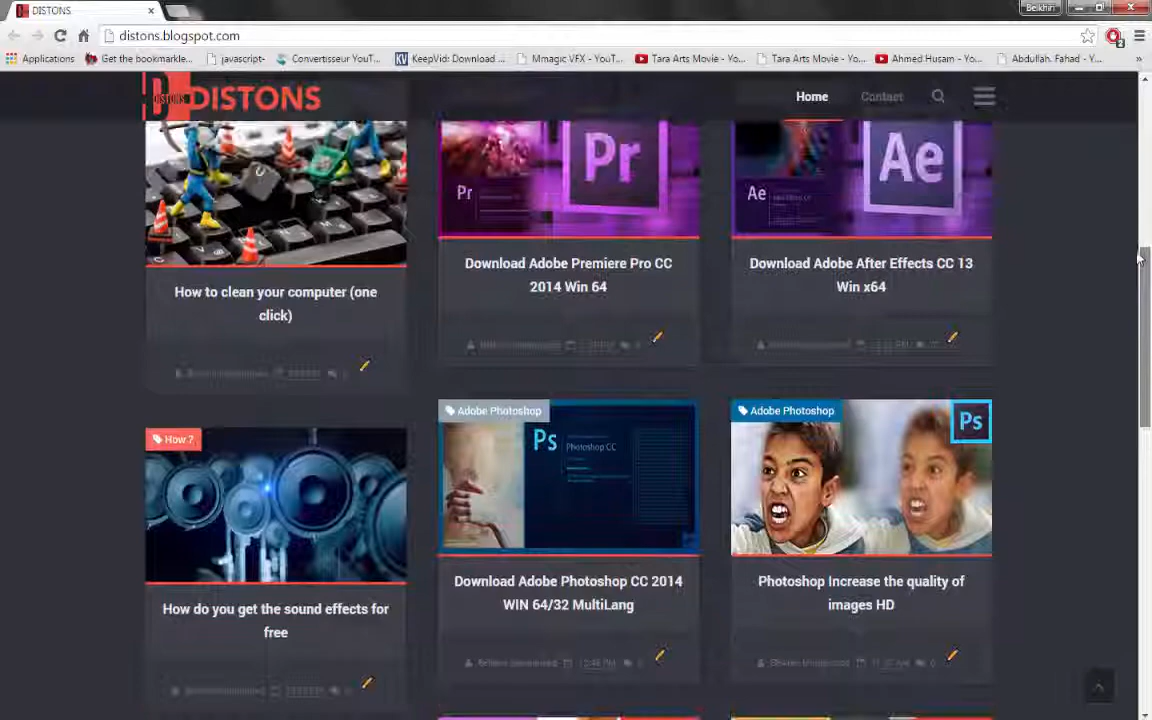 DISTONS
Belkhiri
distons.blogspot.com
Applications
Get the bookmarkle...
javascript-
Convertisseur YouT...
KeepVid: Download ...
Mmagic VFX - YouT...
Tara Arts Movie - Yo...
Tara Arts Movie - Yo...
Ahmed Husam - Yo...
Abdullah. Fahad - Y...
DISTONS
Home
Contact
Pr
Pr
Ae
Ae
How to clean your computer (one
click)
Download Adobe Premiere Pro CC
2014 Win 64
Download Adobe After Effects CC 13
Win x64
How ?
Adobe Photoshop
Ps
Photoshop CC
Adobe Photoshop
Ps
How do you get the sound effects for
free
Download Adobe Photoshop CC 2014
WIN 64/32 MultiLang
Photoshop Increase the quality of
images HD